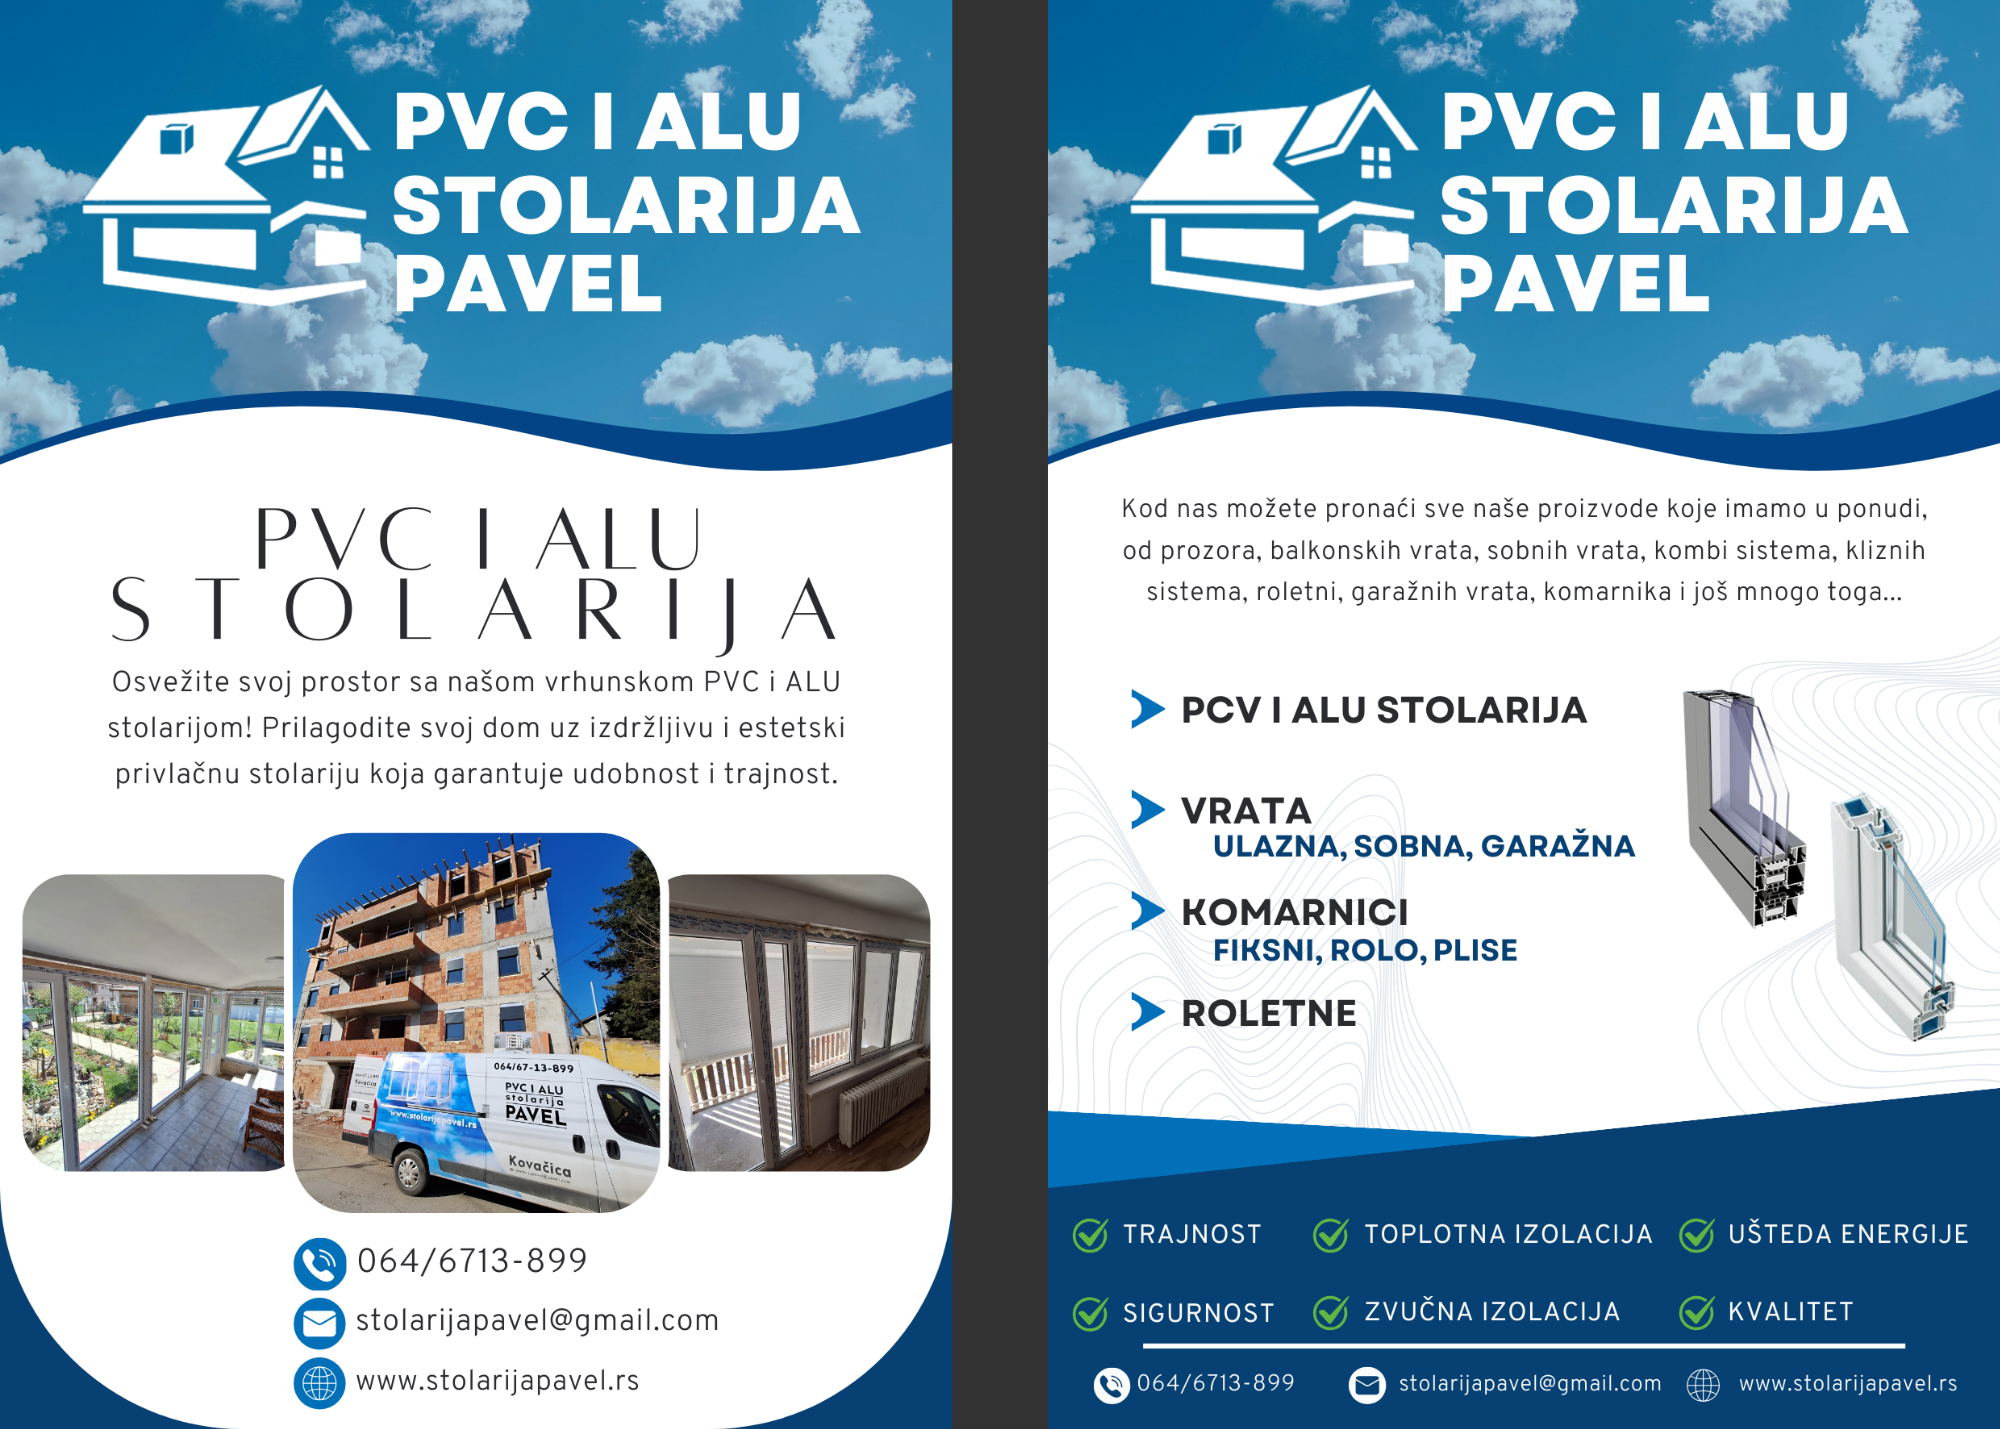 PVC I ALU
STOLARIJA
PAVEL
PVC I ALU
STOLARIJA
Osvežite svoj prostor sa našom vrhunskom PVC i ALU
stolarijom! Prilagodite svoj dom uz izdržljivu i estetski
privlačnu stolariju koja garantuje udobnost i trajnost.
064/67-13-899
PVC I ALU
stolarija
PAVEL
www.stolarijapavel.rs
Kovačica
Kovačica
064/6713-899
stolarijapavel@gmail.com
www.stolarijapavel.rs
PVC I ALU
STOLARIJA
PAVEL
Kod nas možete pronaći sve naše proizvode koje imamo u ponudi,
od prozora, balkonskih vrata, sobnih vrata, kombi sistema, kliznih
sistema, roletni, garažnih vrata, komarnika i još mnogo toga...
PCV I ALU STOLARIJA
VRATA
ULAZNA, SOBNA, GARAŽNA
KOMARNICI
FIKSNI, ROLO, PLISE
ROLETNE
TRAJNOST TOPLOTNA IZOLACIJA UŠTEDA ENERGIJE
SIGURNOST ZVUČNA IZOLACIJA KVALITET
064/6713-899 stolarijapavel@gmail.com www.stolarijapavel.rs